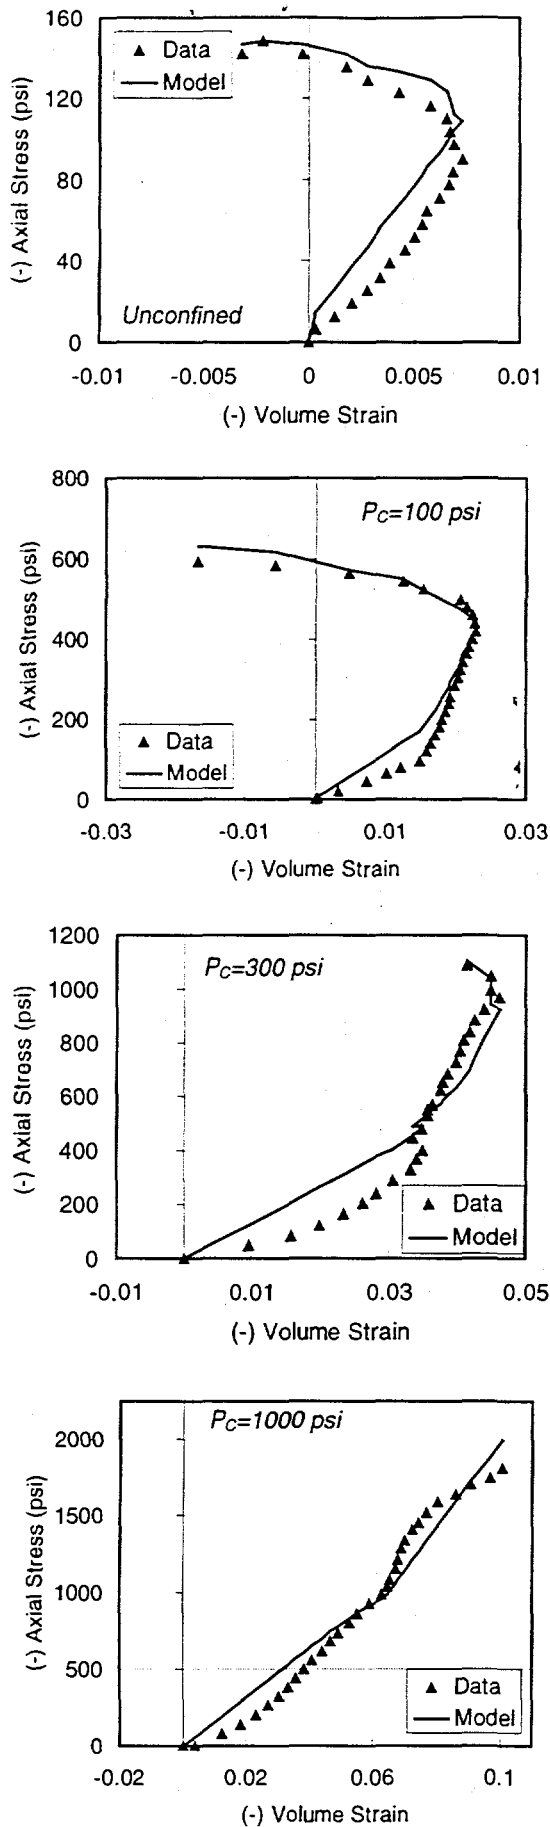 160
120
80
40
0
(-) Axial Stress (psi)
Data
Model
Unconfined
-0.01 -0.005 0 0.005 0.01
(-) Volume Strain
800
600
400
200
0
(-) Axial Stress (psi)
PC=100 psi
Data
Model
-0.03 -0.01 0.01 0.03
(-) Volume Strain
1200
1000
800
600
400
200
0
(-) Axial Stress (psi)
PC=300 psi
Data
Model
-0.01 0.01 0.03 0.05
(-) Volume Strain
2000
1500
1000
500
0
(-) Axial Stress (psi)
PC=1000 psi
Data
Model
-0.02 0.02 0.06 0.1
(-) Volume Strain